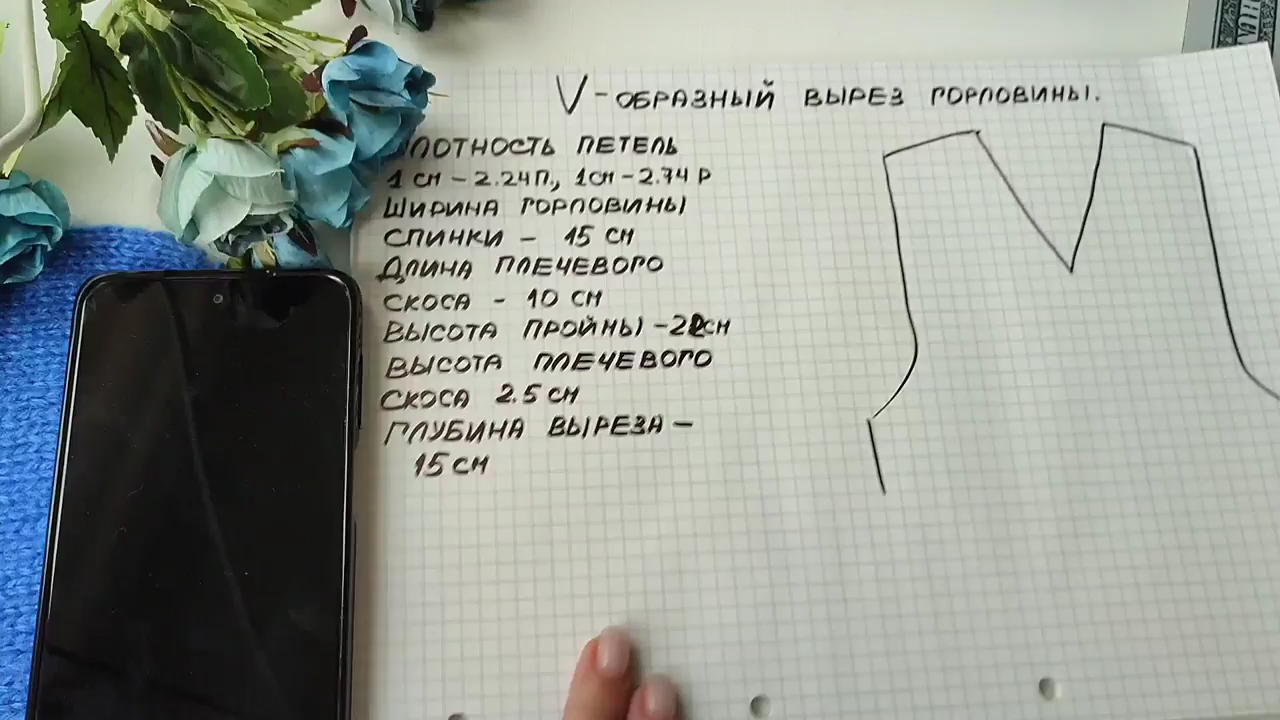 V-ОБРАЗНЫЙ ВЫРЕЗ ГОРЛОВИНЫ.
ПЛОТНОСТЬ ПЕТЕЛЬ
1 СМ - 2.24П, 1СМ - 2.74 Р
ШИРИНА ГОРЛОВИНЫ
СПИНКИ - 15 СМ
ДЛИНА ПЛЕЧЕВОГО
СКОСА - 10 СМ
ВЫСОТА ПРОЙМЫ - 22СМ
ВЫСОТА ПЛЕЧЕВОГО
СКОСА 2.5 СМ
ГЛУБИНА ВЫРЕЗА -
15 СМ